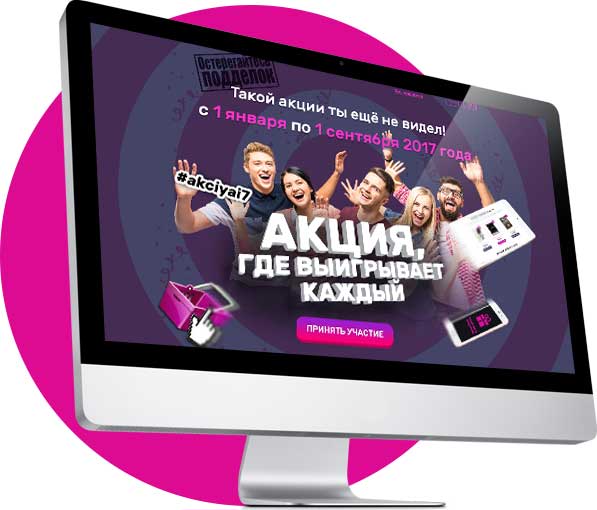 Остерегайтесь
ПОДДЕЛОК
Такой акции ты ещё не видел!
с 1 января по 1 сентября 2017 года
#akciyai7
АКЦИЯ,
ГДЕ ВЫИГРЫВАЕТ
КАЖДЫЙ
ПРИНЯТЬ УЧАСТИЕ